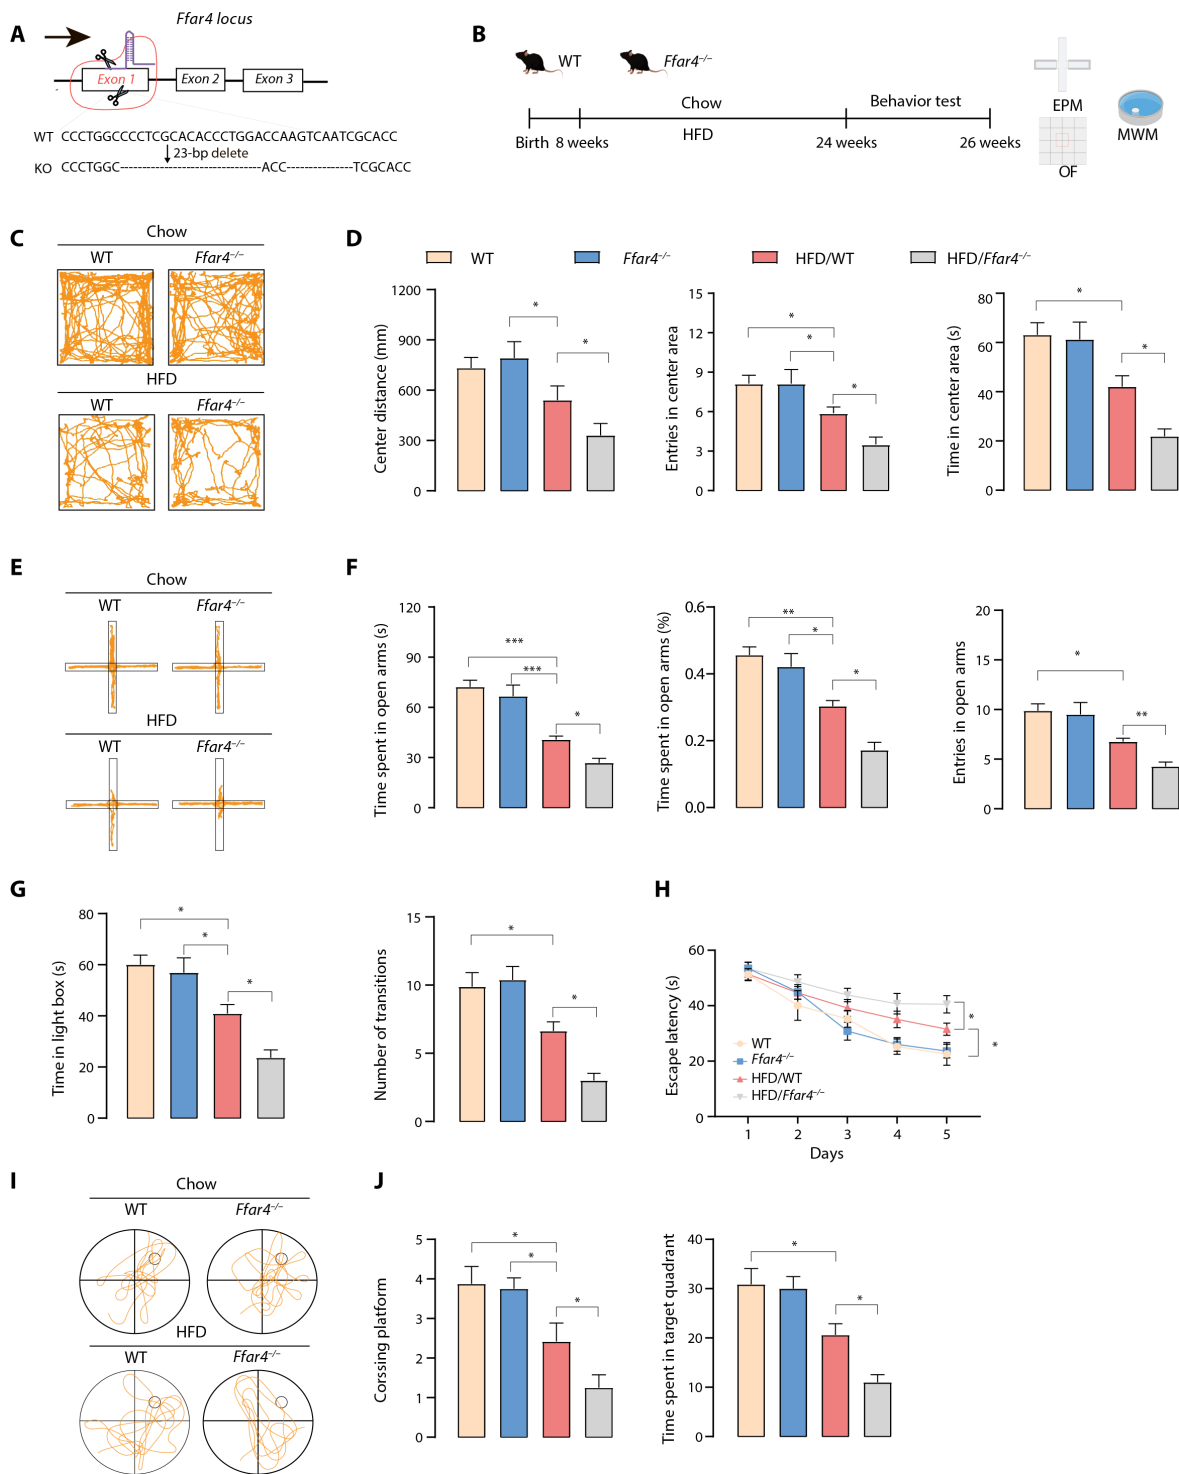 A
Ffar4 locus
Exon 1
Exon 2
Exon 3
WT CCCTGGCCCCTCGCACACCCTGGACCAAGTCAATCGCACC
23-bp delete
KO CCCTGGC------------------------------ACC--------------TCGCACC
B
WT
Ffar4−/−
Chow
Behavior test
HFD
Birth 8 weeks
24 weeks
26 weeks
EPM
OF
MWM
C
Chow
WT
Ffar4−/−
HFD
WT
Ffar4−/−
D
WT
Ffar4−/−
HFD/WT
HFD/Ffar4−/−
Center distance (mm)
1200
900
600
300
0
*
*
Entries in center area
15
12
9
6
3
0
*
*
*
Time in center area (s)
80
60
40
20
0
*
*
E
Chow
WT
Ffar4−/−
HFD
WT
Ffar4−/−
F
Time spent in open arms (s)
120
90
60
30
0
***
***
*
Time spent in open arms (%)
0.6
0.4
0.2
0.0
**
*
*
Entries in open arms
20
15
10
5
0
*
**
G
Time in light box (s)
80
60
40
20
0
*
*
*
Number of transitions
15
10
5
0
*
*
H
Escape latency (s)
60
40
20
0
WT
Ffar4−/−
HFD/WT
HFD/Ffar4−/−
*
*
1 2 3 4 5
Days
I
Chow
WT
Ffar4−/−
HFD
WT
Ffar4−/−
J
Corssing platform
5
4
3
2
1
0
*
*
*
Time spent in target quadrant
40
30
20
10
0
*
*